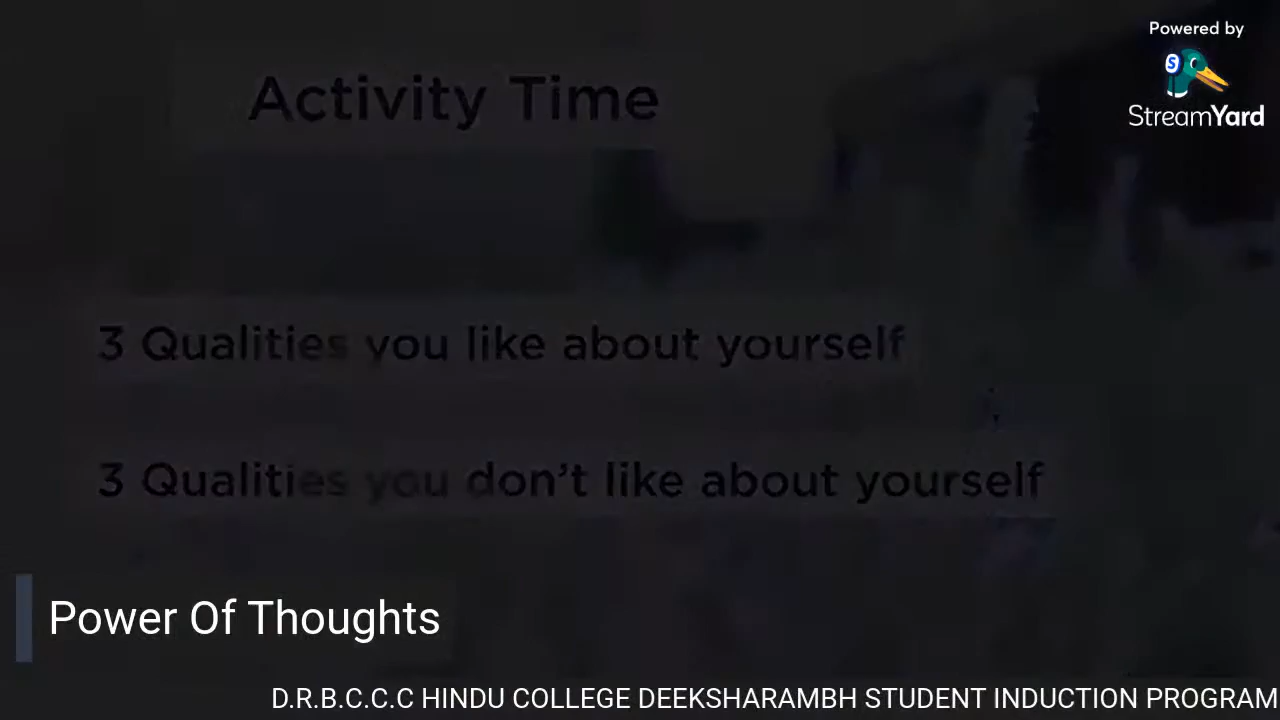 Powered by
S
StreamYard
Activity Time
3 Qualities you like about yourself
3 Qualities you don't like about yourself
Power Of Thoughts
D.R.B.C.C.C HINDU COLLEGE DEEKSHARAMBH STUDENT INDUCTION PROGRAM